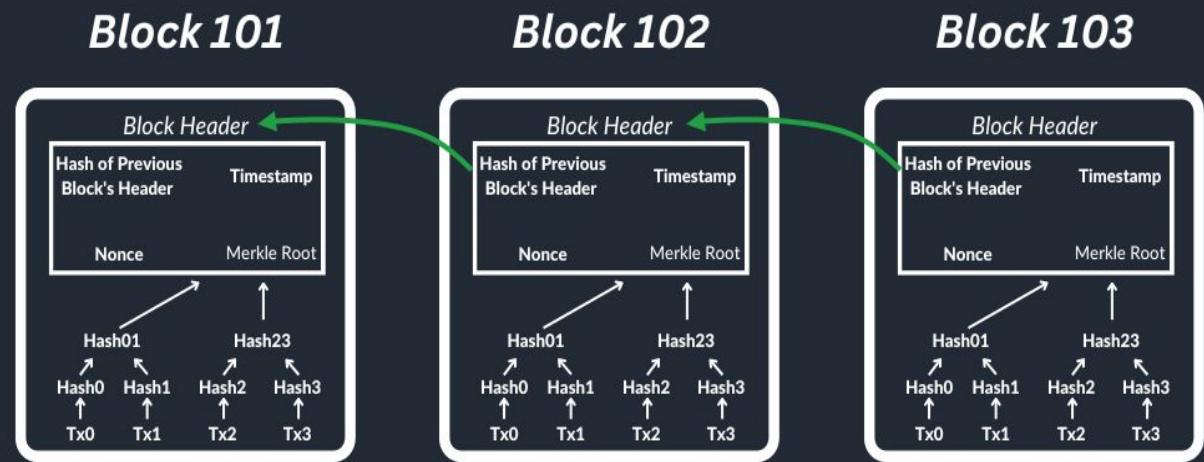 Block 101
Block Header
Hash of Previous
Block's Header
Timestamp
Nonce Merkle Root
Hash01 Hash23
Hash0 Hash1 Hash2 Hash3
Tx0 Tx1 Tx2 Tx3
Block 102
Block Header
Hash of Previous
Block's Header
Timestamp
Nonce Merkle Root
Hash01 Hash23
Hash0 Hash1 Hash2 Hash3
Tx0 Tx1 Tx2 Tx3
Block 103
Block Header
Hash of Previous
Block's Header
Timestamp
Nonce Merkle Root
Hash01 Hash23
Hash0 Hash1 Hash2 Hash3
Tx0 Tx1 Tx2 Tx3